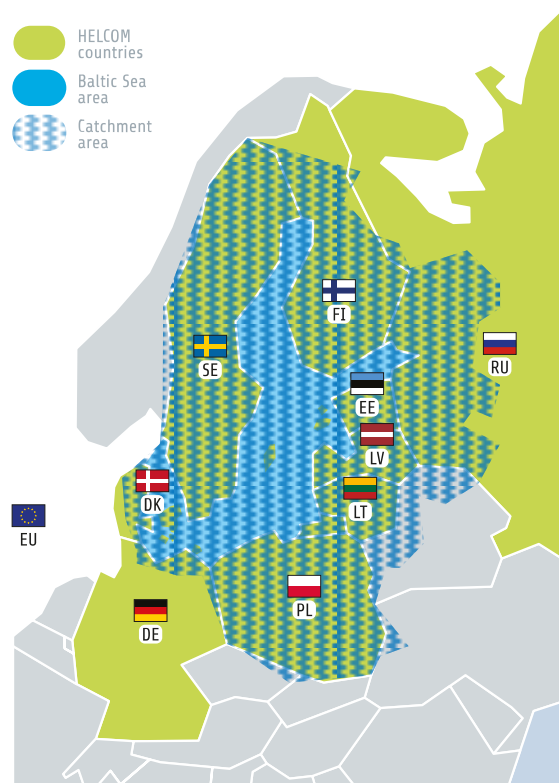 HELCOM
countries
Baltic Sea
area
Catchment
area
FI
SE
RU
EE
LV
LT
DK
EU
PL
DE